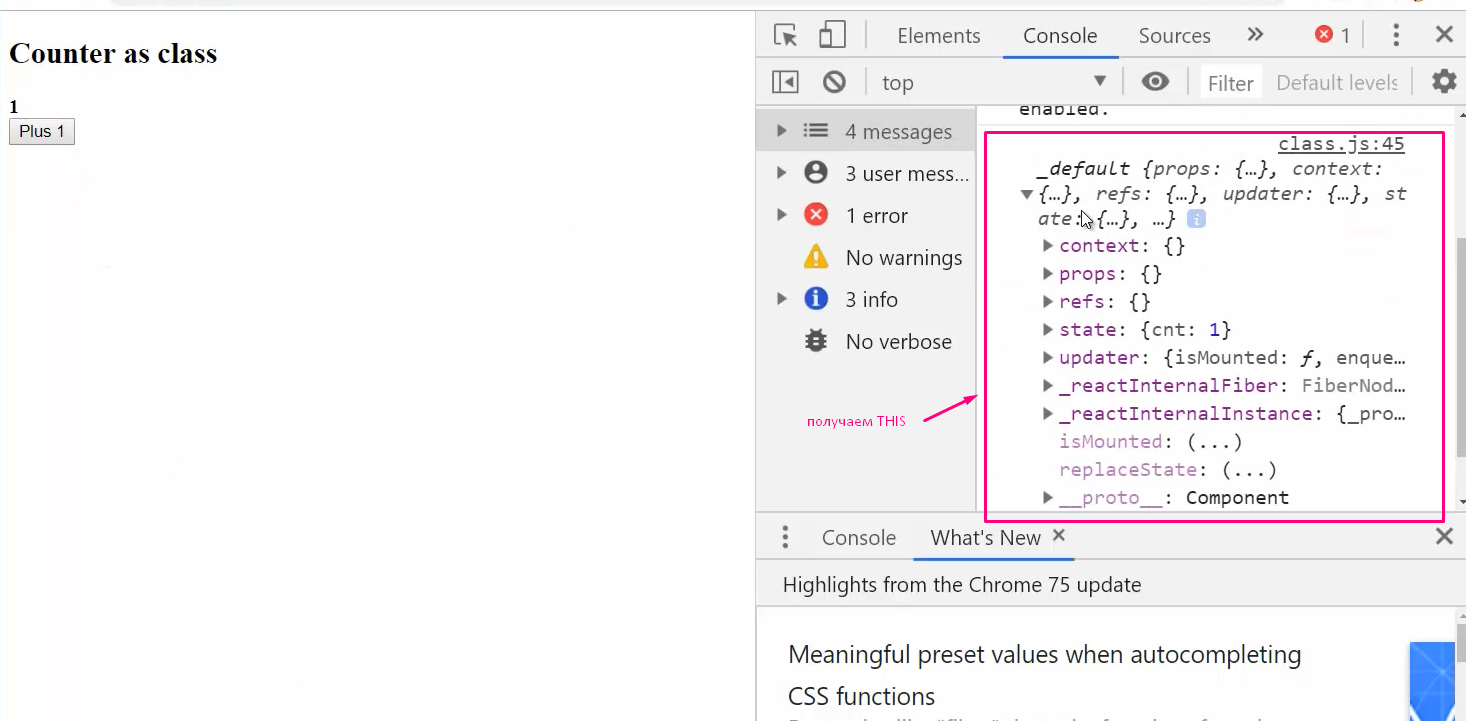 Counter as class
1
Plus 1
Elements Console Sources 1
top Filter Default levels
4 messages
3 user mess...
1 error
No warnings
3 info
No verbose
получаем THIS
enabled.
class.js:45
_default {props: {…}, context:
{…}, refs: {…}, updater: {…}, st
ate: {…}, …}
context: {}
props: {}
refs: {}
state: {cnt: 1}
updater: {isMounted: ƒ, enque…
_reactInternalFiber: FiberNod…
_reactInternalInstance: {_pro…
isMounted: (...)
replaceState: (...)
__proto__: Component
Console What's New
Highlights from the Chrome 75 update
Meaningful preset values when autocompleting
CSS functions